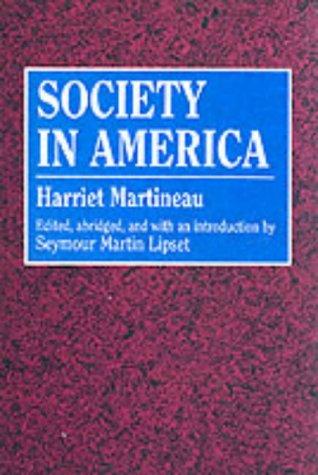 SOCIETY
IN AMERICA
Harriet Martineau
Edited, abridged, and with an introduction by
Seymour Martin Lipset